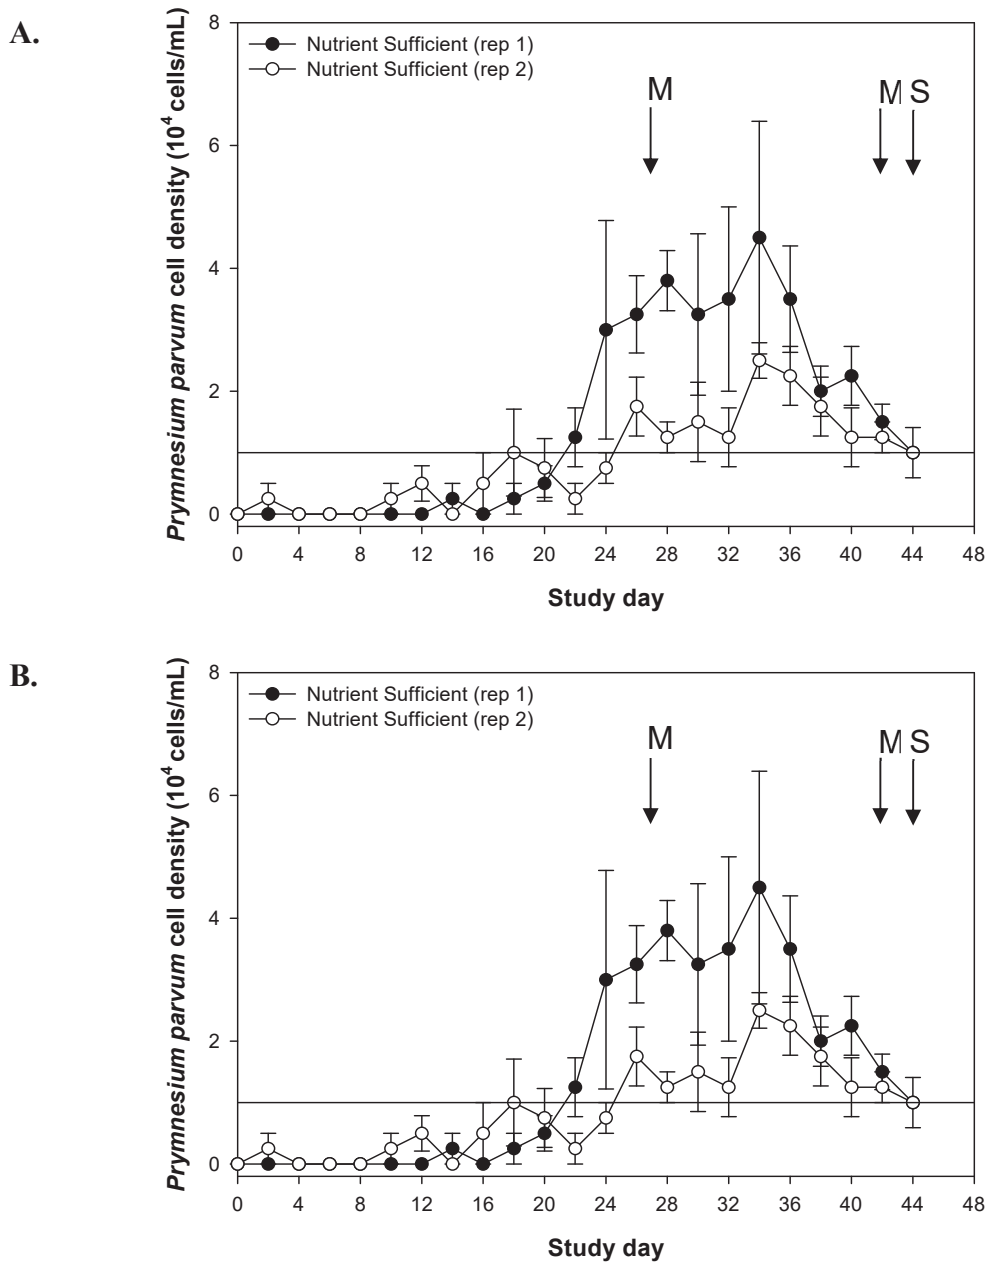 A.
Prymnesium parvum cell density (10⁴ cells/mL)
8
6
4
2
0
Nutrient Sufficient (rep 1)
Nutrient Sufficient (rep 2)
M
M S
0 4 8 12 16 20 24 28 32 36 40 44 48
Study day
B.
Prymnesium parvum cell density (10⁴ cells/mL)
8
6
4
2
0
Nutrient Sufficient (rep 1)
Nutrient Sufficient (rep 2)
M
M S
0 4 8 12 16 20 24 28 32 36 40 44 48
Study day